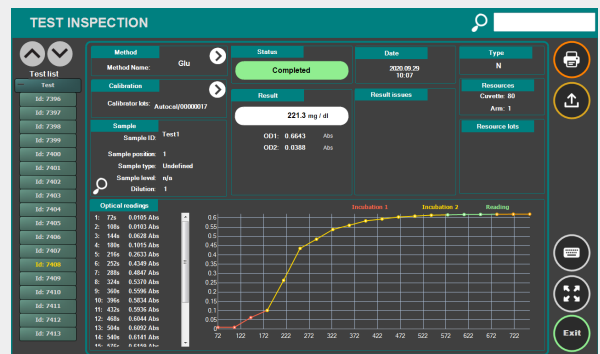 TEST INSPECTION
Test list
Test
Id: 7396
Id: 7397
Id: 7398
Id: 7399
Id: 7400
Id: 7401
Id: 7402
Id: 7403
Id: 7404
Id: 7405
Id: 7406
Id: 7407
Id: 7408
Id: 7409
Id: 7410
Id: 7411
Id: 7412
Id: 7413
Method
Method Name: Glu
Calibration
Calibrator lots: Autocal/00000017
Sample
Sample ID: Test1
Sample position: 1
Sample type: Undefined
Sample level: n/a
Dilution: 1
Status
Completed
Result
221.3 mg / dl
OD1: 0.6643 Abs
OD2: 0.0388 Abs
Date
2020.09.29
10:07
Result issues
Type
N
Resources
Cuvette: 80
Arm: 1
Resource lots
Optical readings
1: 72s 0.0105 Abs
2: 108s 0.0103 Abs
3: 144s 0.0628 Abs
4: 180s 0.1015 Abs
5: 216s 0.2633 Abs
6: 252s 0.4349 Abs
7: 288s 0.4847 Abs
8: 324s 0.5370 Abs
9: 360s 0.5596 Abs
10: 396s 0.5834 Abs
11: 432s 0.5936 Abs
12: 468s 0.6044 Abs
13: 504s 0.6092 Abs
14: 540s 0.6141 Abs
Incubation 1 Incubation 2 Reading
0.6
0.55
0.5
0.45
0.4
0.35
0.3
0.25
0.2
0.15
0.1
0.05
0
72 122 172 222 272 322 372 422 472 522 572 622 672 722
Exit